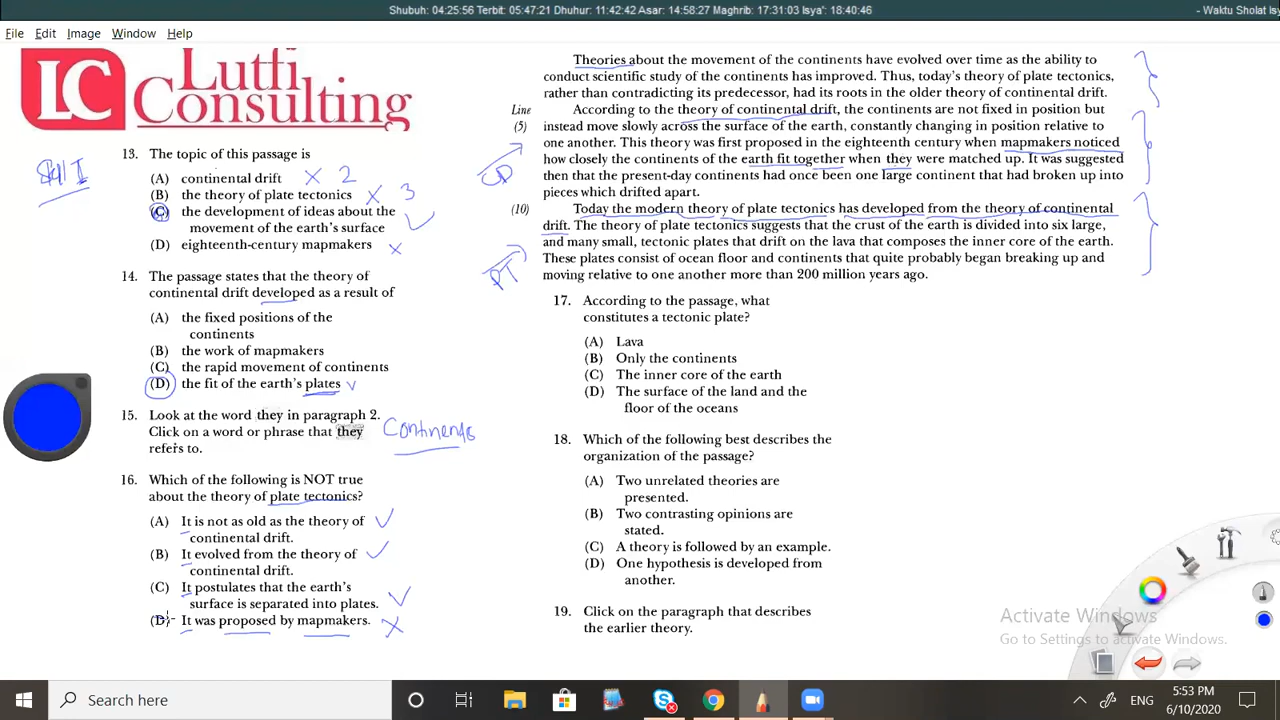 Shubuh: 04:25:56 Terbit: 05:47:21 Dhuhur: 11:42:42 Asar: 14:58:27 Maghrib: 17:31:03 Isya': 18:40:46
- Waktu Sholat Isy
File Edit Image Window Help
LC Lutfi
Consulting
Skill I
13. The topic of this passage is
(A) continental drift X 2
(B) the theory of plate tectonics X 3
(C) the development of ideas about the
movement of the earth's surface
(D) eighteenth-century mapmakers X
14. The passage states that the theory of
continental drift developed as a result of
(A) the fixed positions of the
continents
(B) the work of mapmakers
(C) the rapid movement of continents
(D) the fit of the earth's plates
15. Look at the word they in paragraph 2.
Click on a word or phrase that they
refers to.
Continents
16. Which of the following is NOT true
about the theory of plate tectonics?
(A) It is not as old as the theory of
continental drift.
(B) It evolved from the theory of
continental drift.
(C) It postulates that the earth's
surface is separated into plates.
(D) It was proposed by mapmakers. X
Theories about the movement of the continents have evolved over time as the ability to
conduct scientific study of the continents has improved. Thus, today's theory of plate tectonics,
rather than contradicting its predecessor, had its roots in the older theory of continental drift.
Line According to the theory of continental drift, the continents are not fixed in position but
(5) instead move slowly across the surface of the earth, constantly changing in position relative to
one another. This theory was first proposed in the eighteenth century when mapmakers noticed
how closely the continents of the earth fit together when they were matched up. It was suggested
then that the present-day continents had once been one large continent that had broken up into
pieces which drifted apart.
CD
(10) Today the modern theory of plate tectonics has developed from the theory of continental
drift. The theory of plate tectonics suggests that the crust of the earth is divided into six large,
and many small, tectonic plates that drift on the lava that composes the inner core of the earth.
These plates consist of ocean floor and continents that quite probably began breaking up and
moving relative to one another more than 200 million years ago.
PT
17. According to the passage, what
constitutes a tectonic plate?
(A) Lava
(B) Only the continents
(C) The inner core of the earth
(D) The surface of the land and the
floor of the oceans
18. Which of the following best describes the
organization of the passage?
(A) Two unrelated theories are
presented.
(B) Two contrasting opinions are
stated.
(C) A theory is followed by an example.
(D) One hypothesis is developed from
another.
19. Click on the paragraph that describes
the earlier theory.
Activate Windows
Go to Settings to activate Windows.
Search here
ENG
5:53 PM
6/10/2020